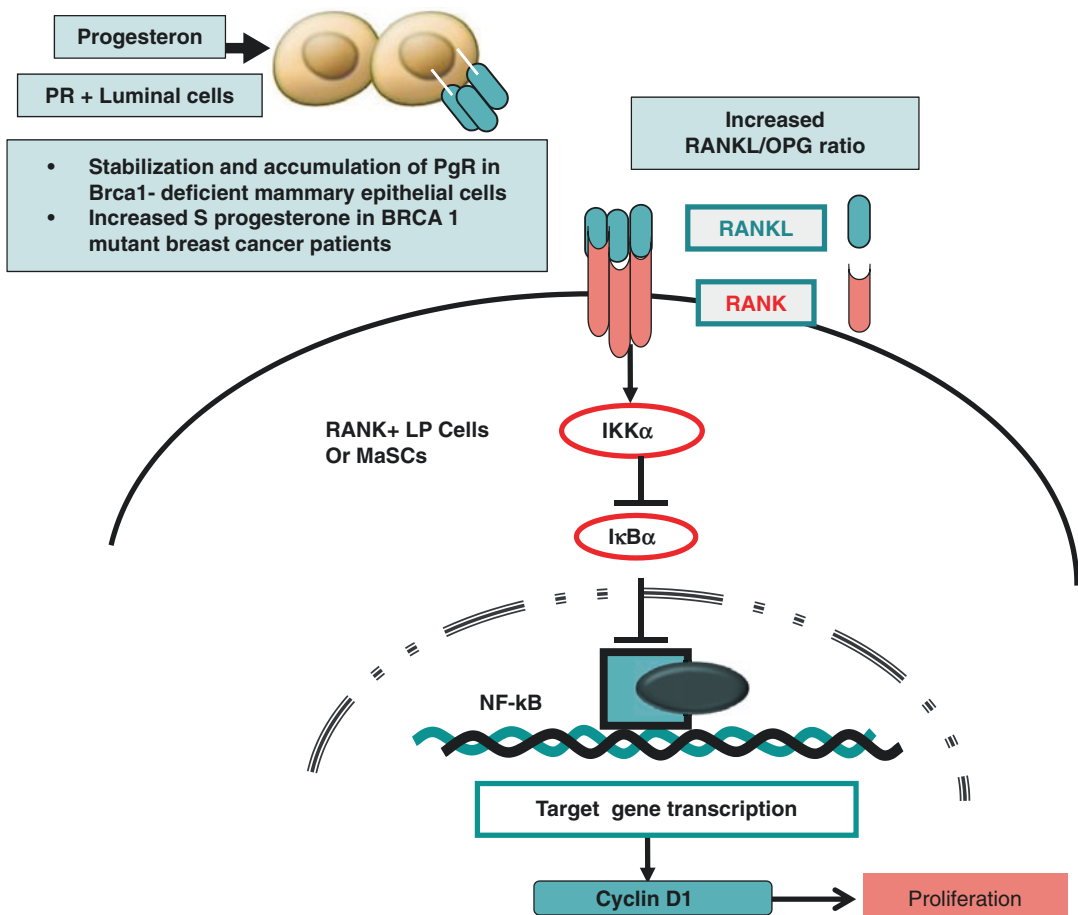 Progesteron
PR + Luminal cells
• Stabilization and accumulation of PgR in
Brca1- deficient mammary epithelial cells
• Increased S progesterone in BRCA 1
mutant breast cancer patients
Increased
RANKL/OPG ratio
RANKL
RANK
RANK+ LP Cells
Or MaSCs
IKKα
IκBα
NF-kB
Target gene transcription
Cyclin D1
Proliferation